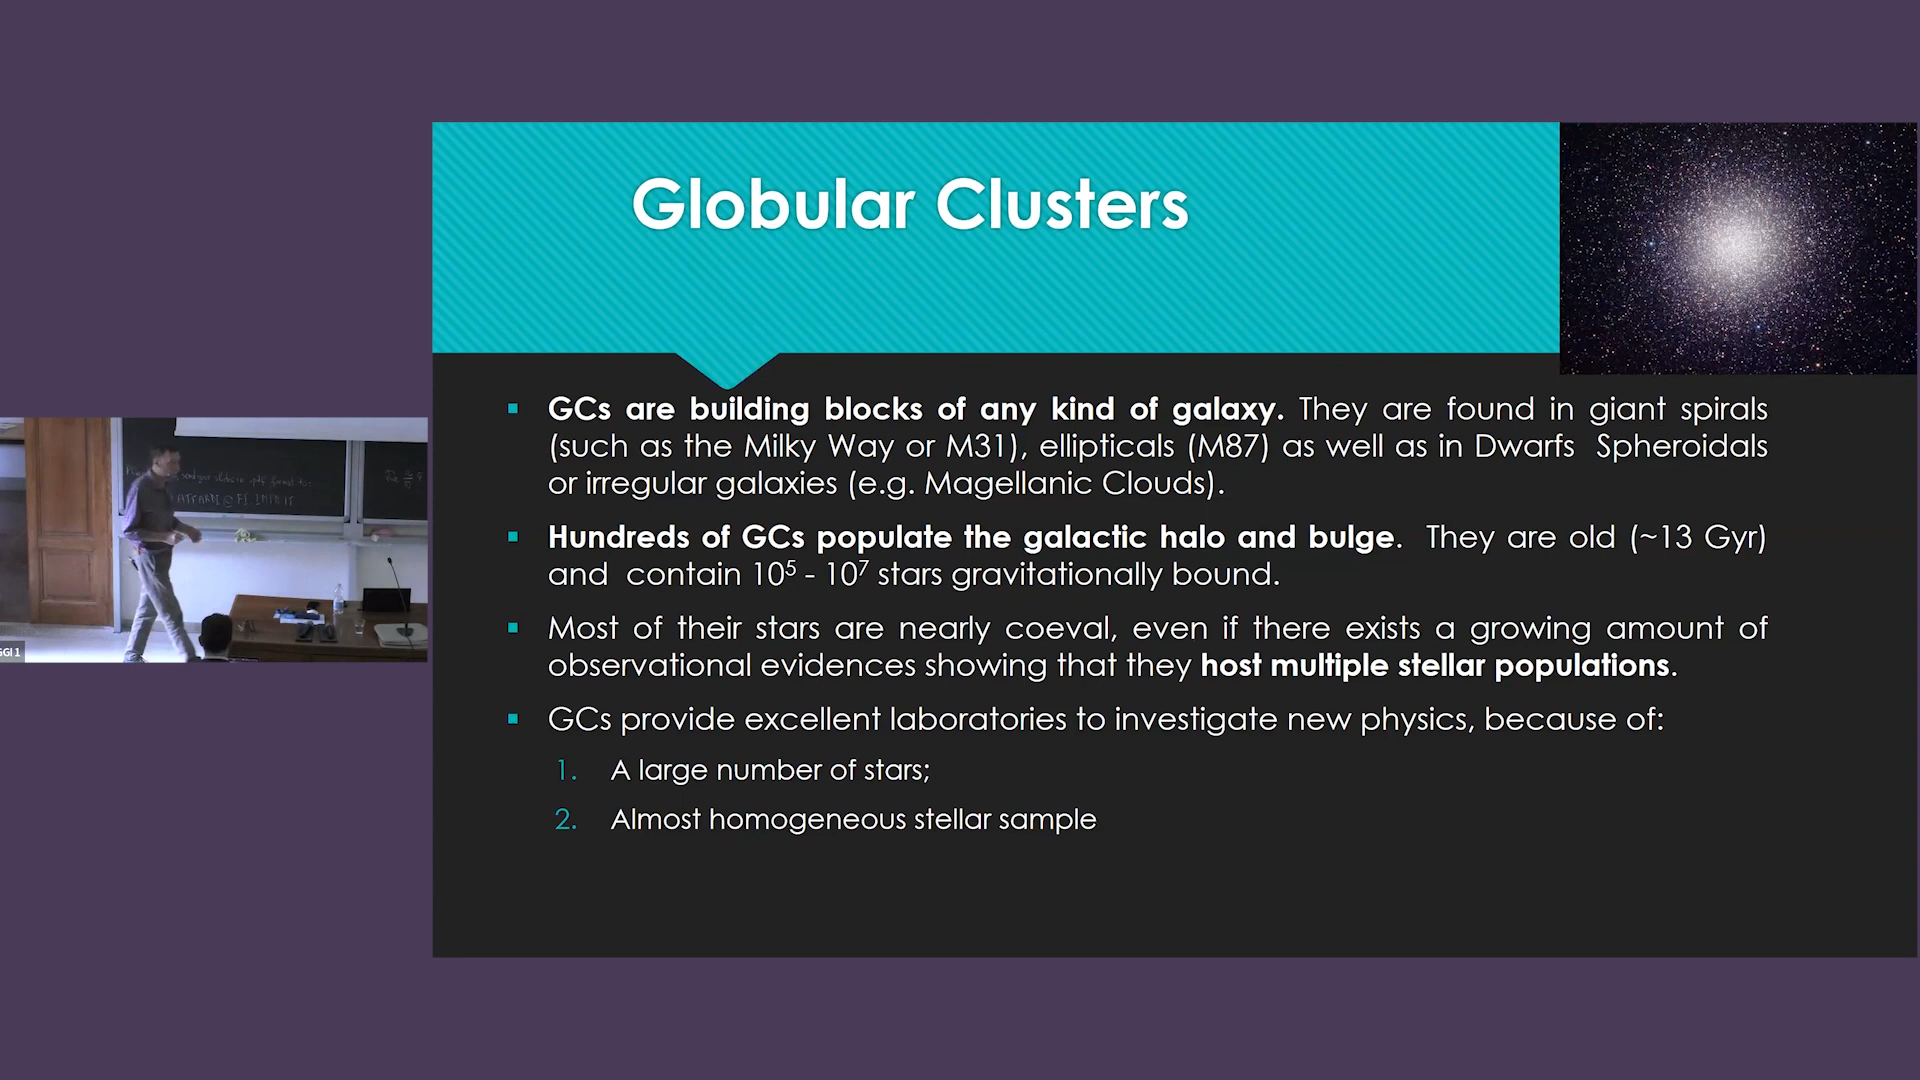 Globular Clusters
▪ GCs are building blocks of any kind of galaxy. They are found in giant spirals
(such as the Milky Way or M31), ellipticals (M87) as well as in Dwarfs Spheroidals
or irregular galaxies (e.g. Magellanic Clouds).
▪ Hundreds of GCs populate the galactic halo and bulge. They are old (~13 Gyr)
and contain 10⁵ - 10⁷ stars gravitationally bound.
▪ Most of their stars are nearly coeval, even if there exists a growing amount of
observational evidences showing that they host multiple stellar populations.
▪ GCs provide excellent laboratories to investigate new physics, because of:
1. A large number of stars;
2. Almost homogeneous stellar sample